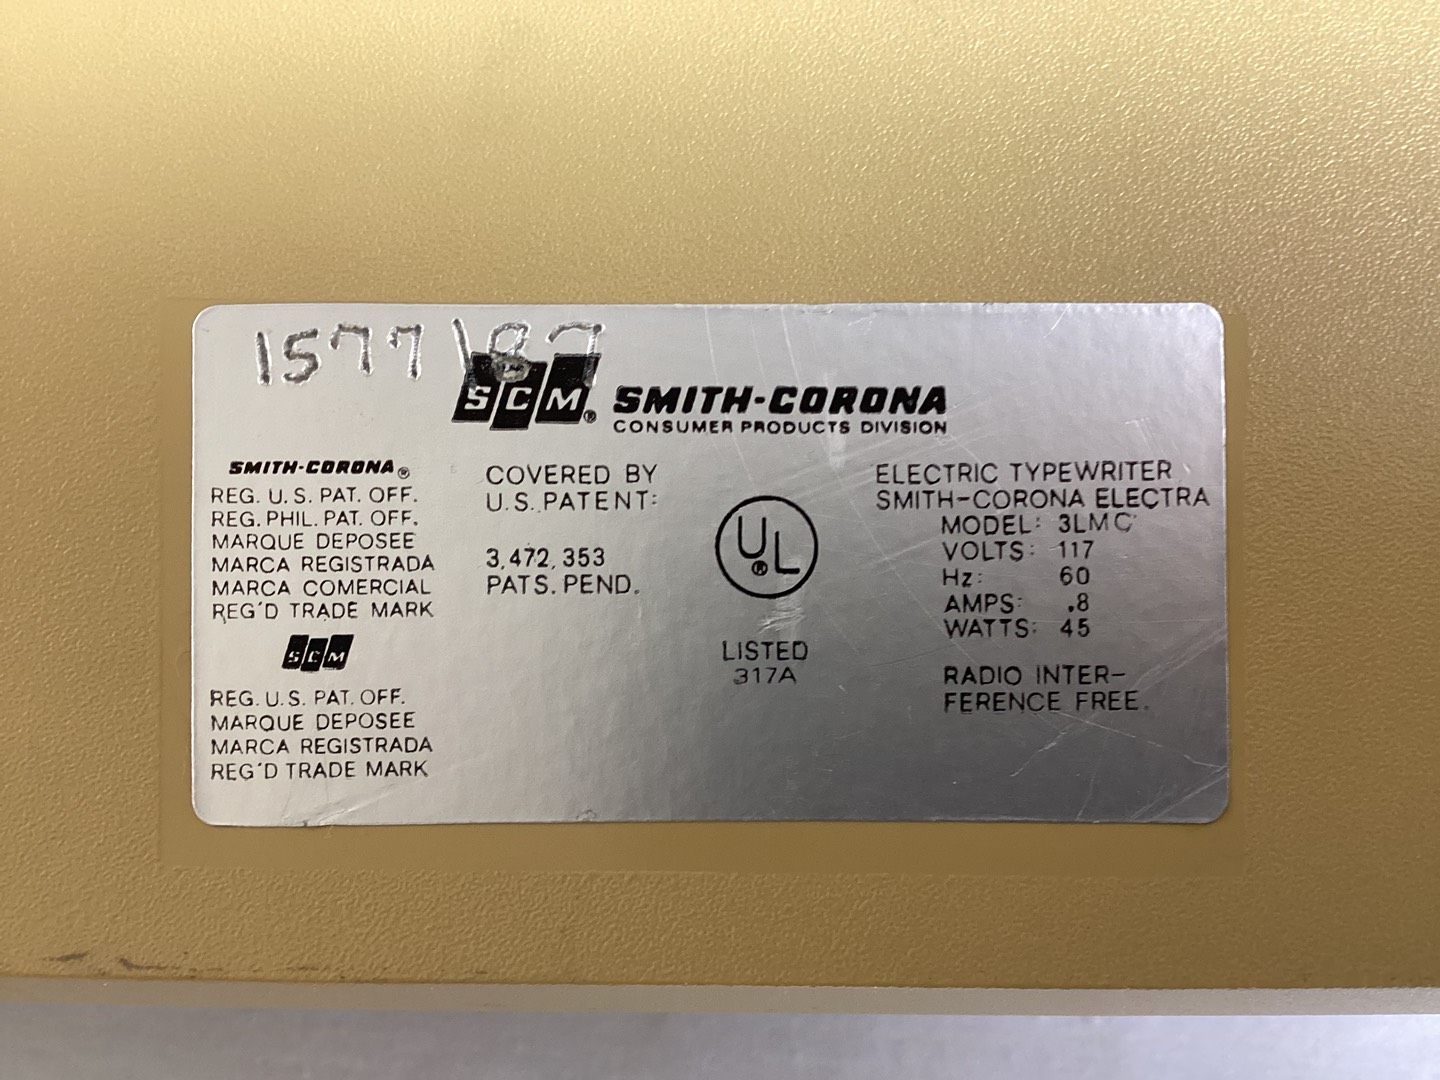 1577187
SCM®
SMITH-CORONA
CONSUMER PRODUCTS DIVISION
SMITH-CORONA®
REG. U.S. PAT. OFF.
REG. PHIL. PAT. OFF.
MARQUE DEPOSEE
MARCA REGISTRADA
MARCA COMERCIAL
REG'D TRADE MARK
SCM
REG. U.S. PAT. OFF.
MARQUE DEPOSEE
MARCA REGISTRADA
REG'D TRADE MARK
COVERED BY
U.S. PATENT:
3,472,353
PATS. PEND.
UL®
LISTED
317A
ELECTRIC TYPEWRITER
SMITH-CORONA ELECTRA
MODEL: 3LMC
VOLTS: 117
Hz: 60
AMPS: .8
WATTS: 45
RADIO INTER-
FERENCE FREE.